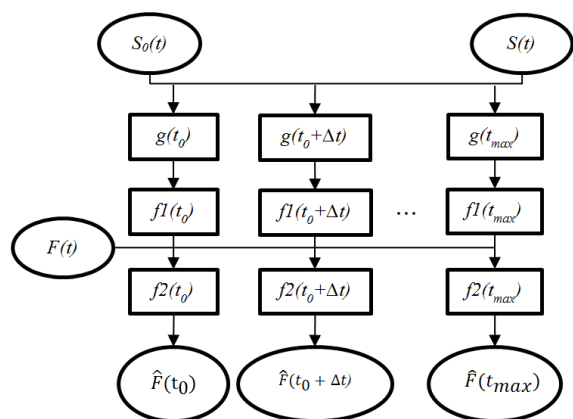 S₀(t) S(t)
g(t₀) g(t₀+Δt) g(tₘₐₓ)
f1(t₀) f1(t₀+Δt) ... f1(tₘₐₓ)
F(t)
f2(t₀) f2(t₀+Δt) f2(tₘₐₓ)
F̂(t₀) F̂(t₀ + Δt) F̂(tₘₐₓ)